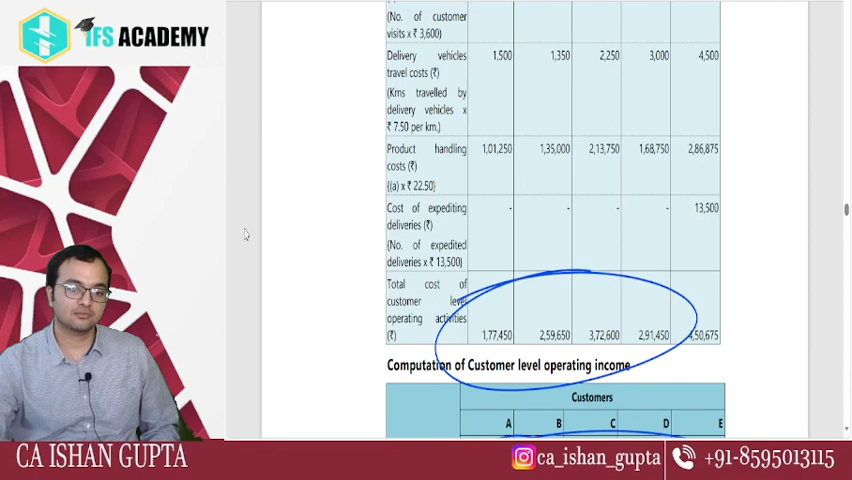 IFS ACADEMY
(No. of customer
visits x ₹ 3,600)
Delivery vehicles 1,500 1,350 2,250 3,000 4,500
travel costs (₹)
(Kms travelled by
delivery vehicles x
₹ 7.50 per km.)
Product handling 1,01,250 1,35,000 2,13,750 1,68,750 2,86,875
costs (₹)
{(a) x ₹ 22.50}
Cost of expediting - - - - 13,500
deliveries (₹)
(No. of expedited
deliveries x ₹ 13,500)
Total cost of
customer level
operating activities
(₹) 1,77,450 2,59,650 3,72,600 2,91,450 4,50,675
Computation of Customer level operating income
Customers
A B C D E
CA ISHAN GUPTA
ca_ishan_gupta
+91-8595013115